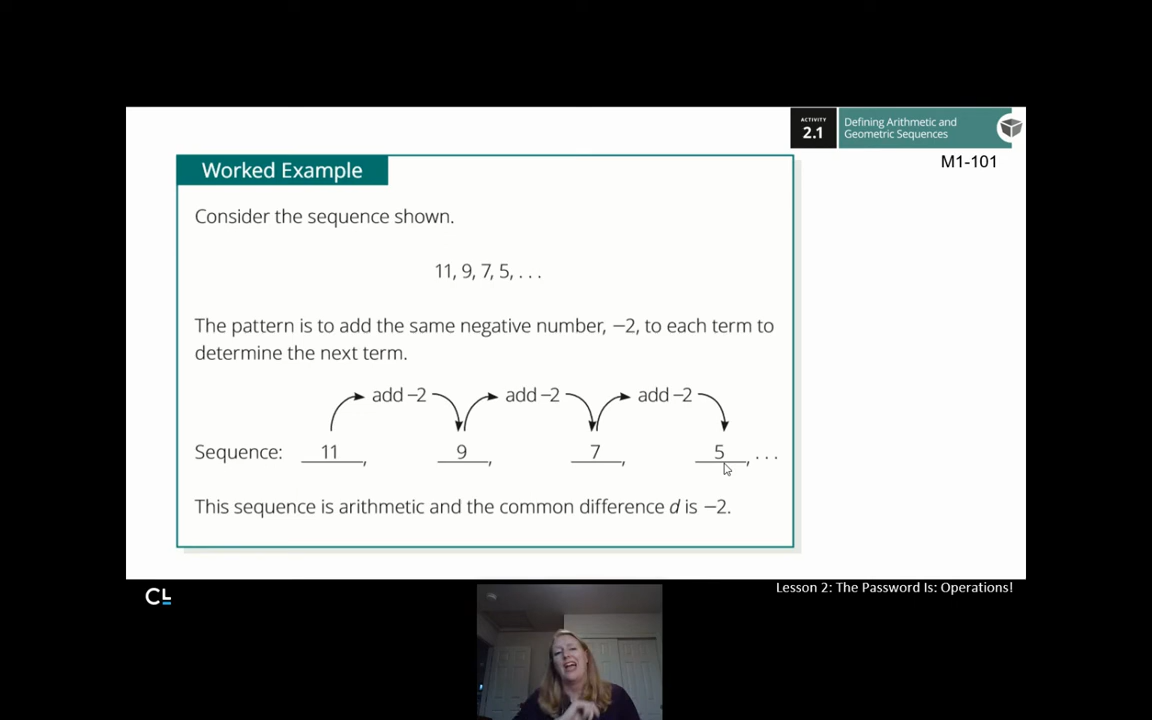 ACTIVITY
2.1
Defining Arithmetic and
Geometric Sequences
M1-101
Worked Example
Consider the sequence shown.
11, 9, 7, 5, . . .
The pattern is to add the same negative number, −2, to each term to
determine the next term.
add −2 add −2 add −2
Sequence: 11, 9, 7, 5, . . .
This sequence is arithmetic and the common difference d is −2.
CL
Lesson 2: The Password Is: Operations!